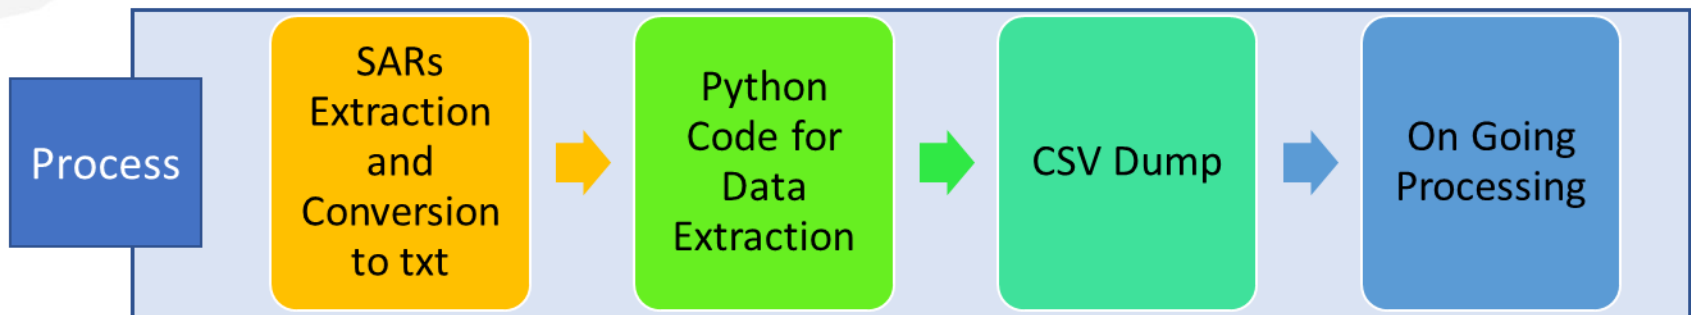 Process
SARs
Extraction
and
Conversion
to txt
Python
Code for
Data
Extraction
CSV Dump
On Going
Processing